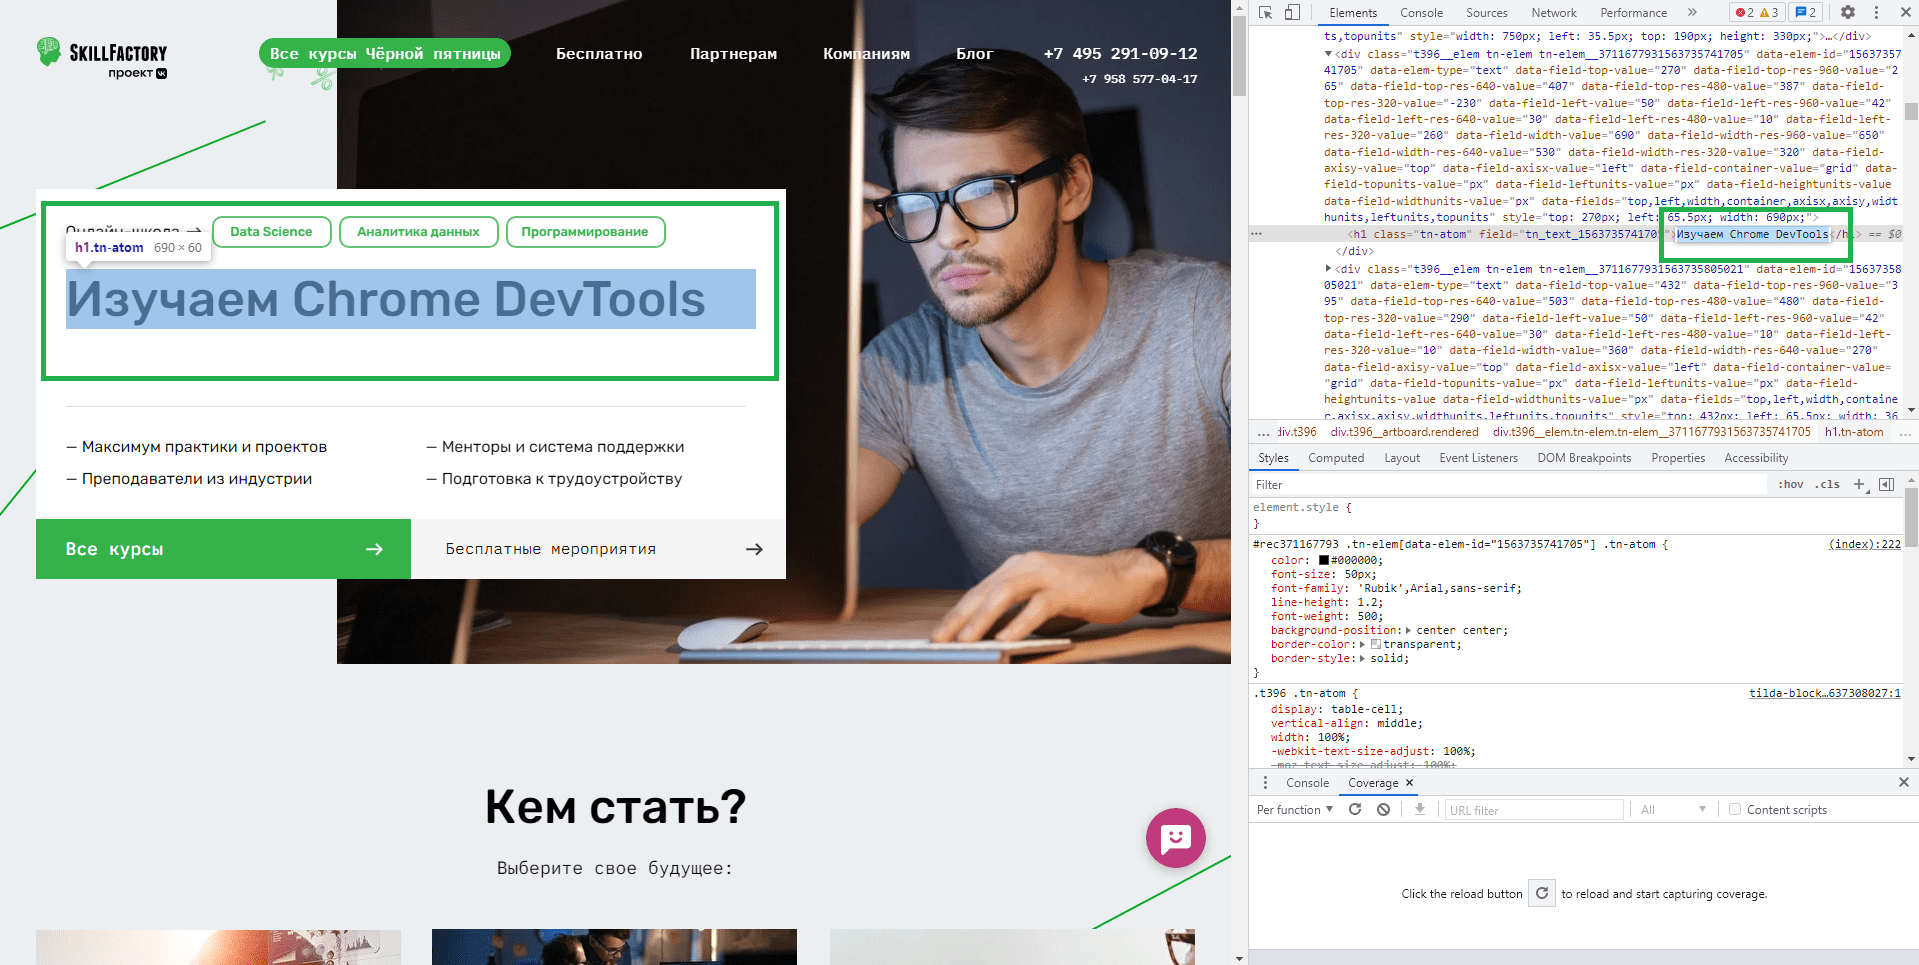 SKILLFACTORY
проект
Все курсы Чёрной пятницы
Бесплатно
Партнерам
Компаниям
Блог
+7 495 291-09-12
+7 958 577-04-17
Онлайн-школа →
Data Science
Аналитика данных
Программирование
h1.tn-atom 690 × 60
Изучаем Chrome DevTools
— Максимум практики и проектов
— Преподаватели из индустрии
— Менторы и система поддержки
— Подготовка к трудоустройству
Все курсы →
Бесплатные мероприятия →
Кем стать?
Выберите свое будущее:
Elements Console Sources Network Performance » 2 3 2
ts,topunits" style="width: 750px; left: 35.5px; top: 190px; height: 330px;">…</div>
▼<div class="t396__elem tn-elem tn-elem__3711677931563735741705" data-elem-id="15637357
41705" data-elem-type="text" data-field-top-value="270" data-field-top-res-960-value="2
65" data-field-top-res-640-value="407" data-field-top-res-480-value="387" data-field-
top-res-320-value="-230" data-field-left-value="50" data-field-left-res-960-value="42"
data-field-left-res-640-value="30" data-field-left-res-480-value="10" data-field-left-
res-320-value="260" data-field-width-value="690" data-field-width-res-960-value="650"
data-field-width-res-640-value="530" data-field-width-res-320-value="320" data-field-
axisy-value="top" data-field-axisx-value="left" data-field-container-value="grid" data-
field-topunits-value="px" data-field-leftunits-value="px" data-field-heightunits-value
data-field-widthunits-value="px" data-fields="top,left,width,container,axisx,axisy,widt
hunits,leftunits,topunits" style="top: 270px; left: 65.5px; width: 690px;">
… <h1 class="tn-atom" field="tn_text_1563735741705">Изучаем Chrome DevTools</h1> == $0
</div>
▶<div class="t396__elem tn-elem tn-elem__3711677931563735805021" data-elem-id="15637358
05021" data-elem-type="text" data-field-top-value="432" data-field-top-res-960-value="3
95" data-field-top-res-640-value="503" data-field-top-res-480-value="480" data-field-
top-res-320-value="290" data-field-left-value="50" data-field-left-res-960-value="42"
data-field-left-res-640-value="30" data-field-left-res-480-value="10" data-field-left-
res-320-value="10" data-field-width-value="360" data-field-width-res-960-value="270"
data-field-axisy-value="top" data-field-axisx-value="left" data-field-container-value=
"grid" data-field-topunits-value="px" data-field-leftunits-value="px" data-field-
heightunits-value data-field-widthunits-value="px" data-fields="top,left,width,containe
r,axisx,axisy,widthunits,leftunits,topunits" style="top: 432px; left: 65.5px; width: 36
… div.t396 div.t396__artboard.rendered div.t396__elem.tn-elem.tn-elem__3711677931563735741705 h1.tn-atom …
Styles Computed Layout Event Listeners DOM Breakpoints Properties Accessibility
Filter :hov .cls +
element.style {
}
#rec371167793 .tn-elem[data-elem-id="1563735741705"] .tn-atom { (index):222
color: #000000;
font-size: 50px;
font-family: 'Rubik',Arial,sans-serif;
line-height: 1.2;
font-weight: 500;
background-position:▶ center center;
border-color:▶ transparent;
border-style:▶ solid;
}
.t396 .tn-atom { tilda-block…637308027:1
display: table-cell;
vertical-align: middle;
width: 100%;
-webkit-text-size-adjust: 100%;
-moz-text-size-adjust: 100%;
Console Coverage ×
Per function ▼ URL filter All ▼ Content scripts
Click the reload button to reload and start capturing coverage.